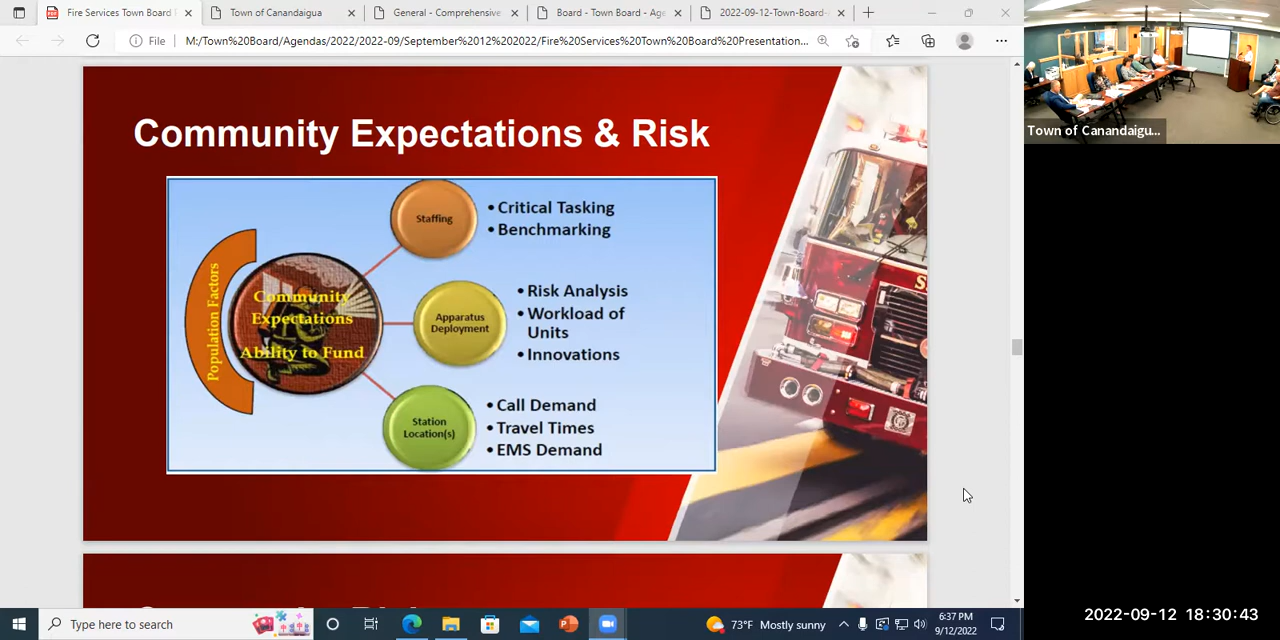 Fire Services Town Board
Town of Canandaigua
General - Comprehensive
Board - Town Board - Age
2022-09-12-Town-Board-
File
M:/Town%20Board/Agendas/2022/2022-09/September%2012%202022/Fire%20Services%20Town%20Board%20Presentation...
Community Expectations & Risk
Population Factors
Community
Expectations
Ability to Fund
Staffing
• Critical Tasking
• Benchmarking
Apparatus
Deployment
• Risk Analysis
• Workload of
Units
• Innovations
Station
Location(s)
• Call Demand
• Travel Times
• EMS Demand
Town of Canandaigu...
Type here to search
73°F Mostly sunny
6:37 PM
9/12/2022
2022-09-12 18:30:43